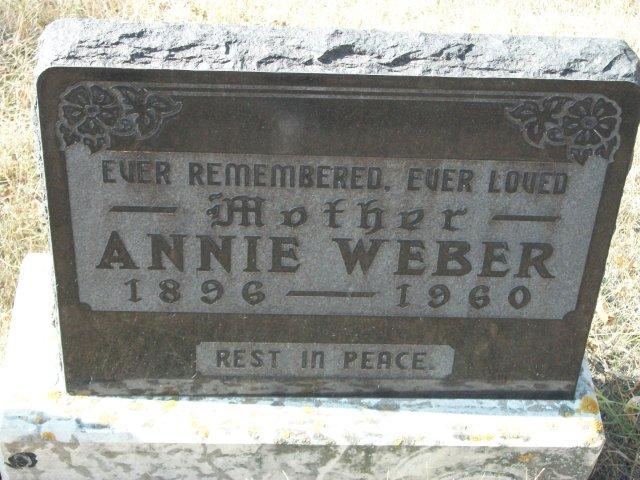 EVER REMEMBERED, EVER LOVED
— Mother —
ANNIE WEBER
1896 — 1960
REST IN PEACE.